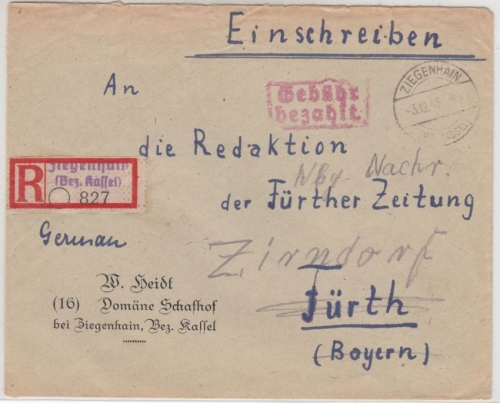 Einschreiben
An
Gebühr
bezahlt.
ZIEGENHAIN
die Redaktion
Nbg. Nachr.
R
Ziegenhain
(Bez. Kassel)
827
der Fürther Zeitung
German
Zirndorf
W. Heidt
(16) Domäne Schafhof
bei Ziegenhain, Bez. Kassel
Fürth
(Bayern)